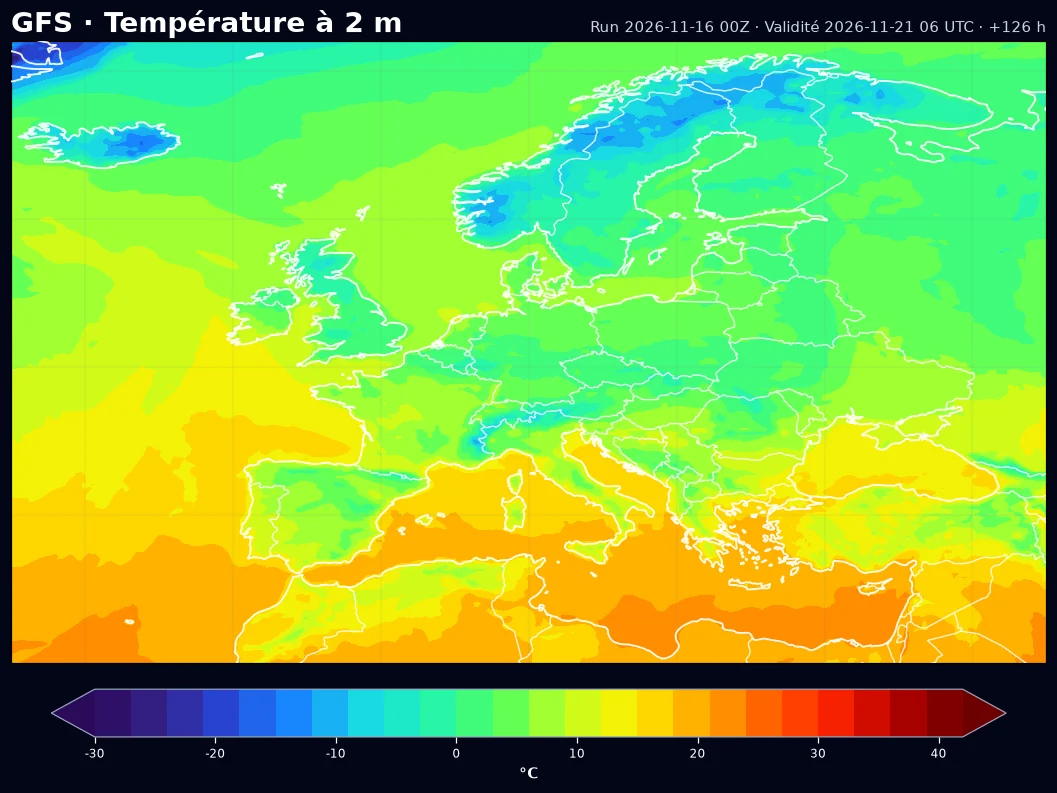 GFS · Température à 2 m
Run 2026-11-16 00Z · Validité 2026-11-21 06 UTC · +126 h
-30 -20 -10 0 10 20 30 40
°C